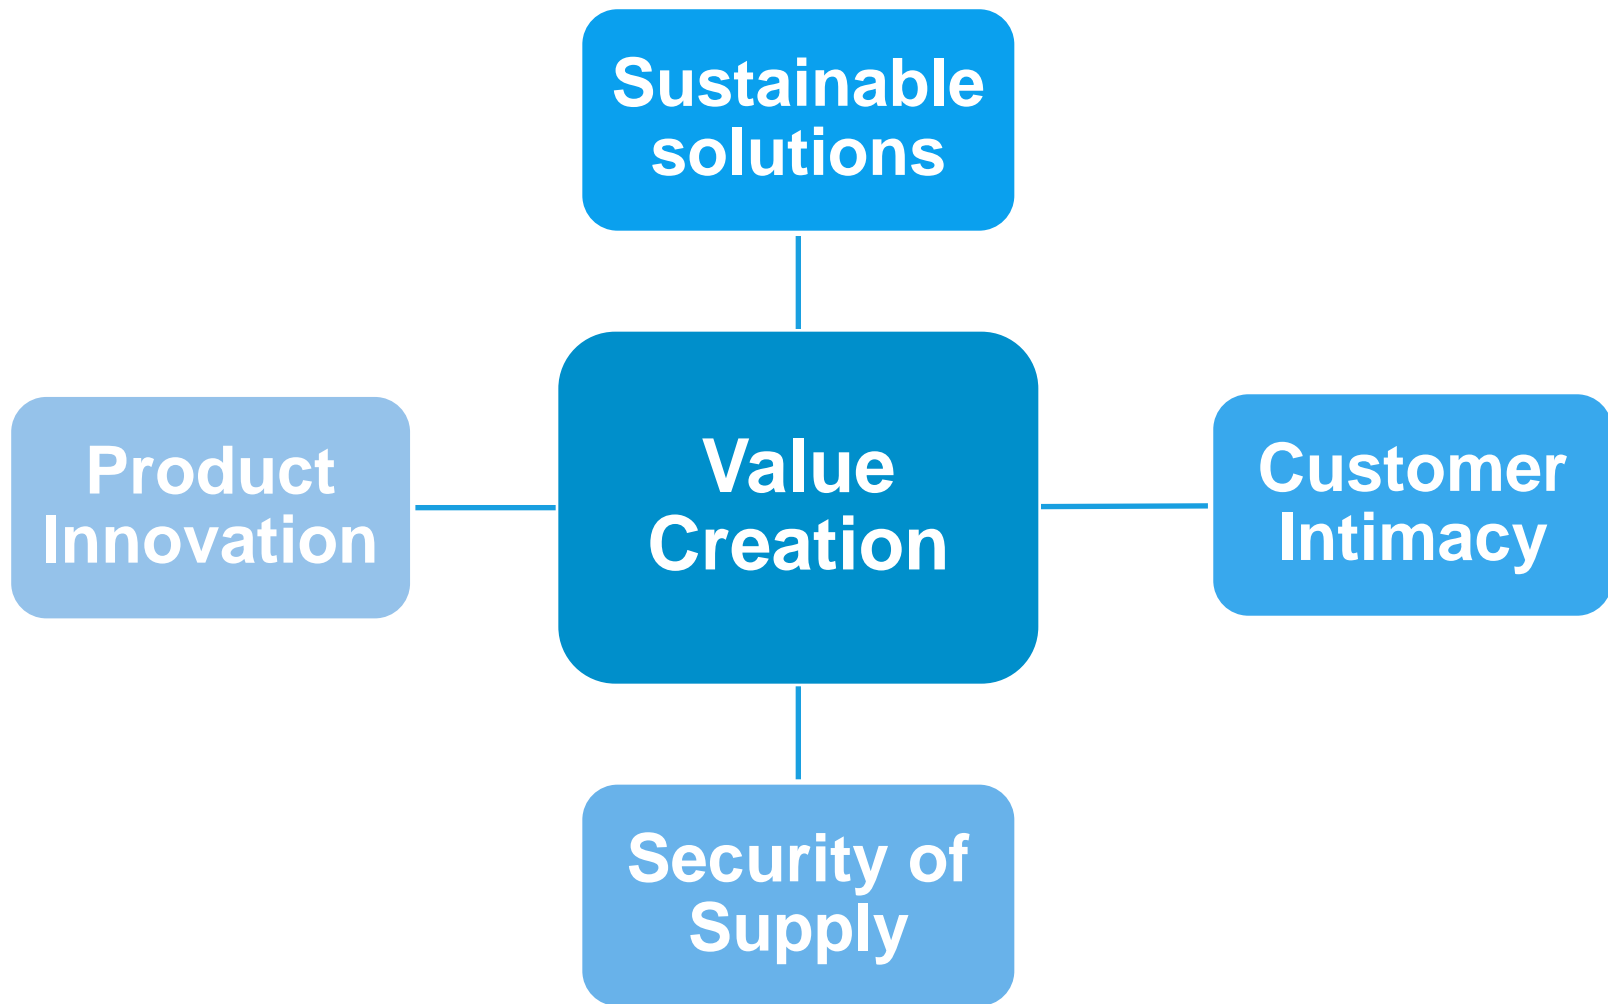 Sustainable
solutions
Product
Innovation
Value
Creation
Customer
Intimacy
Security of
Supply